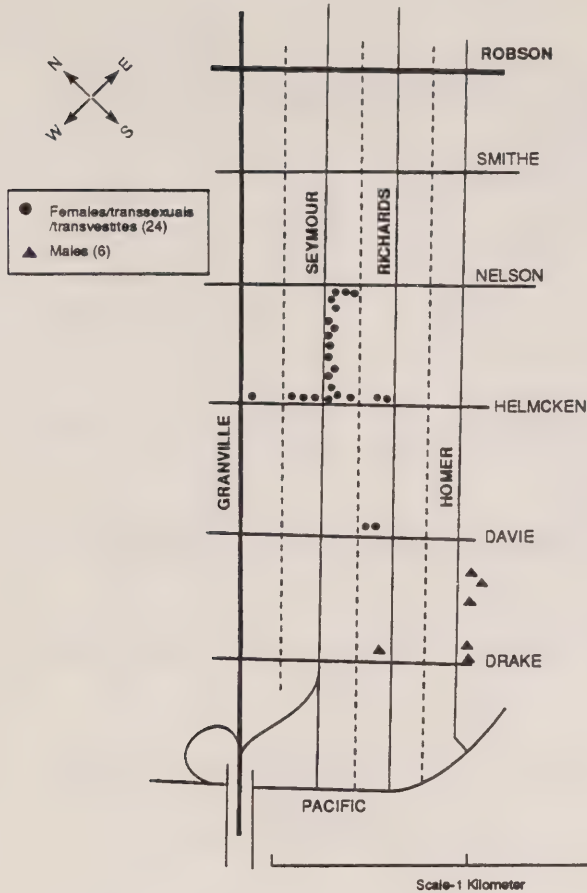 ROBSON
N
E
W
S
SMITHE
Females/transsexuals
/transvestites (24)
Males (6)
SEYMOUR
RICHARDS
NELSON
HELMCKEN
GRANVILLE
HOMER
DAVIE
DRAKE
PACIFIC
Scale-1 Kilometer